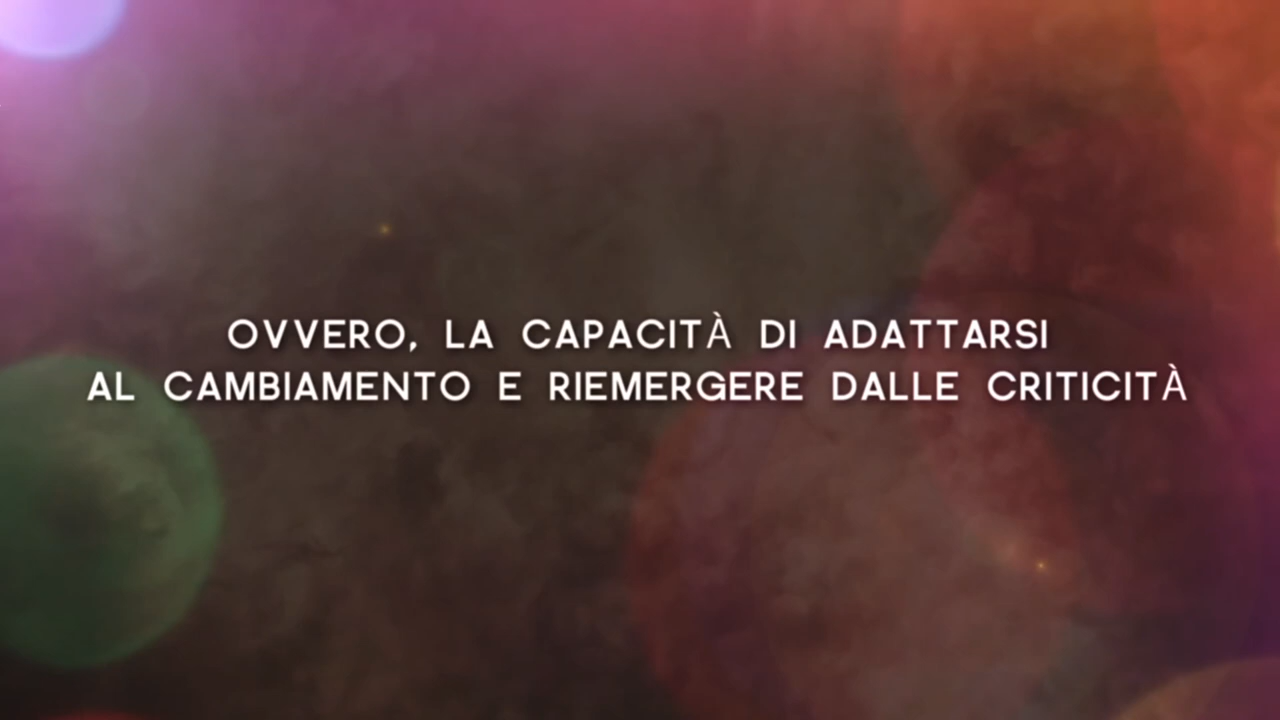 OVVERO, LA CAPACITÀ DI ADATTARSI
AL CAMBIAMENTO E RIEMERGERE DALLE CRITICITÀ